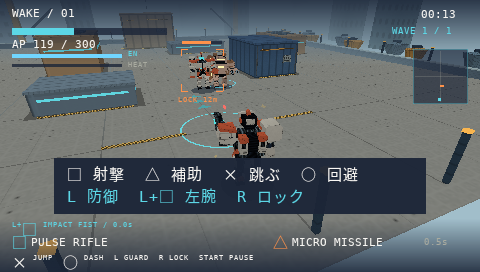 WAKE / 01
00:13
AP 119 / 300
WAVE 1 / 1
EN
HEAT
LOCK 12m
□ 射撃 △ 補助 × 跳ぶ ○ 回避
L 防御 L+□ 左腕 R ロック
L+□ IMPACT FIST / 0.0s
□ PULSE RIFLE
△ MICRO MISSILE 0.5s
× JUMP ○ DASH L GUARD R LOCK START PAUSE